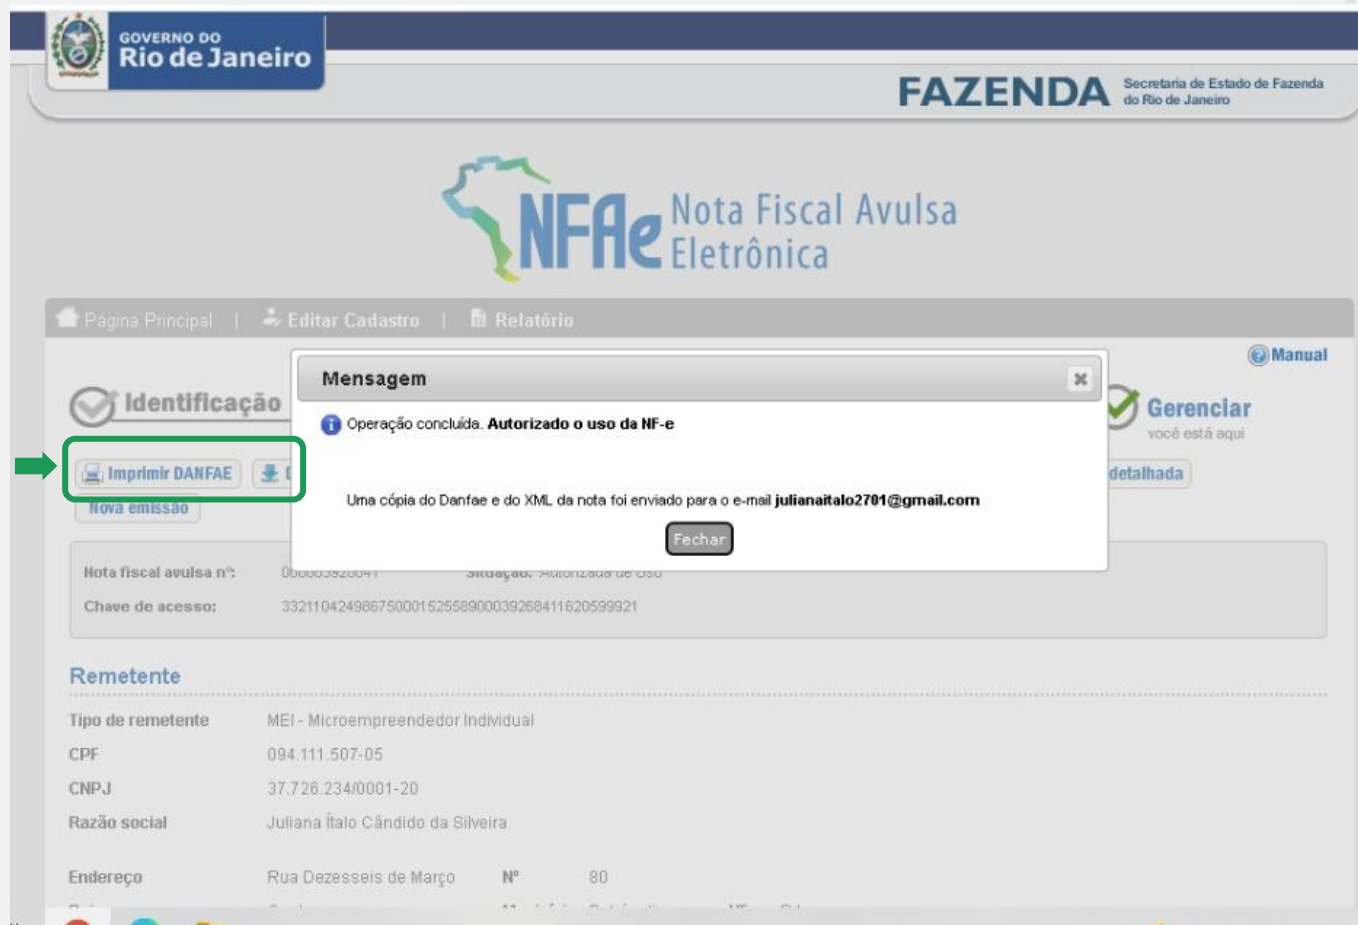 GOVERNO DO
Rio de Janeiro
FAZENDA
Secretaria de Estado de Fazenda
do Rio de Janeiro
NFAe
Nota Fiscal Avulsa
Eletrônica
Página Principal | Editar Cadastro | Relatório
Manual
Identificação
Mensagem
Gerenciar
você está aqui
Operação concluída. Autorizado o uso da NF-e
Imprimir DANFAE
detalhada
Uma cópia do Danfae e do XML da nota foi enviado para o e-mail julianaitalo2701@gmail.com
Nova emissão
Fechar
Nota fiscal avulsa nº:
Situação: Autorizada de Uso
Chave de acesso: 33211042498675000152558900039268411620599921
Remetente
Tipo de remetente MEI - Microempreendedor Individual
CPF 094.111.507-05
CNPJ 37.726.234/0001-20
Razão social Juliana Ítalo Cândido da Silveira
Endereço Rua Dezesseis de Março Nº 80